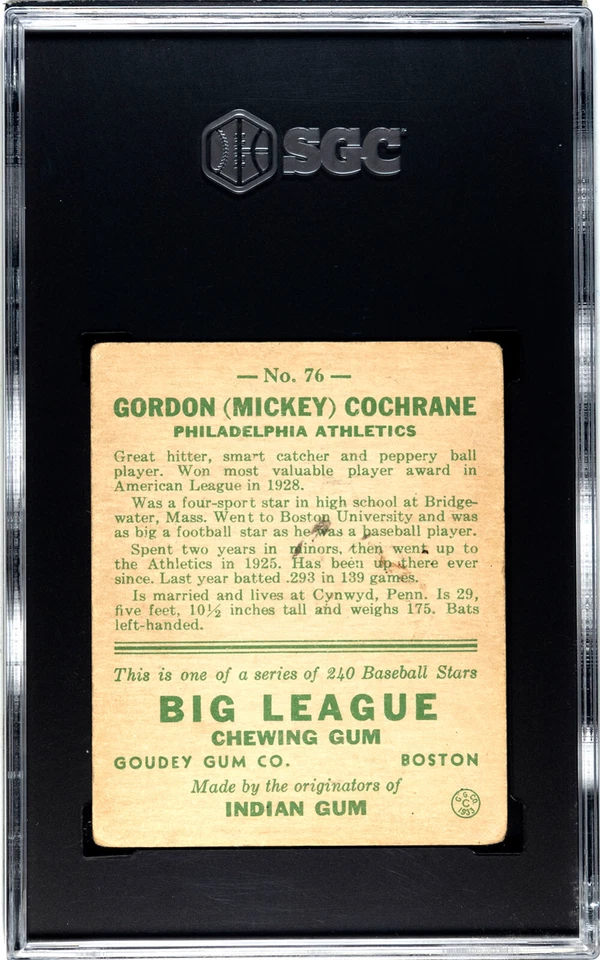 SGC
— No. 76 —
GORDON (MICKEY) COCHRANE
PHILADELPHIA ATHLETICS
Great hitter, smart catcher and peppery ball
player. Won most valuable player award in
American League in 1928.
Was a four-sport star in high school at Bridge-
water, Mass. Went to Boston University and was
as big a football star as he was a baseball player.
Spent two years in minors, then went up to
the Athletics in 1925. Has been up there ever
since. Last year batted .293 in 139 games.
Is married and lives at Cynwyd, Penn. Is 29,
five feet, 10½ inches tall and weighs 175. Bats
left-handed.
This is one of a series of 240 Baseball Stars
BIG LEAGUE
CHEWING GUM
GOUDEY GUM CO. BOSTON
Made by the originators of
INDIAN GUM
G. G. CO.
C
1933